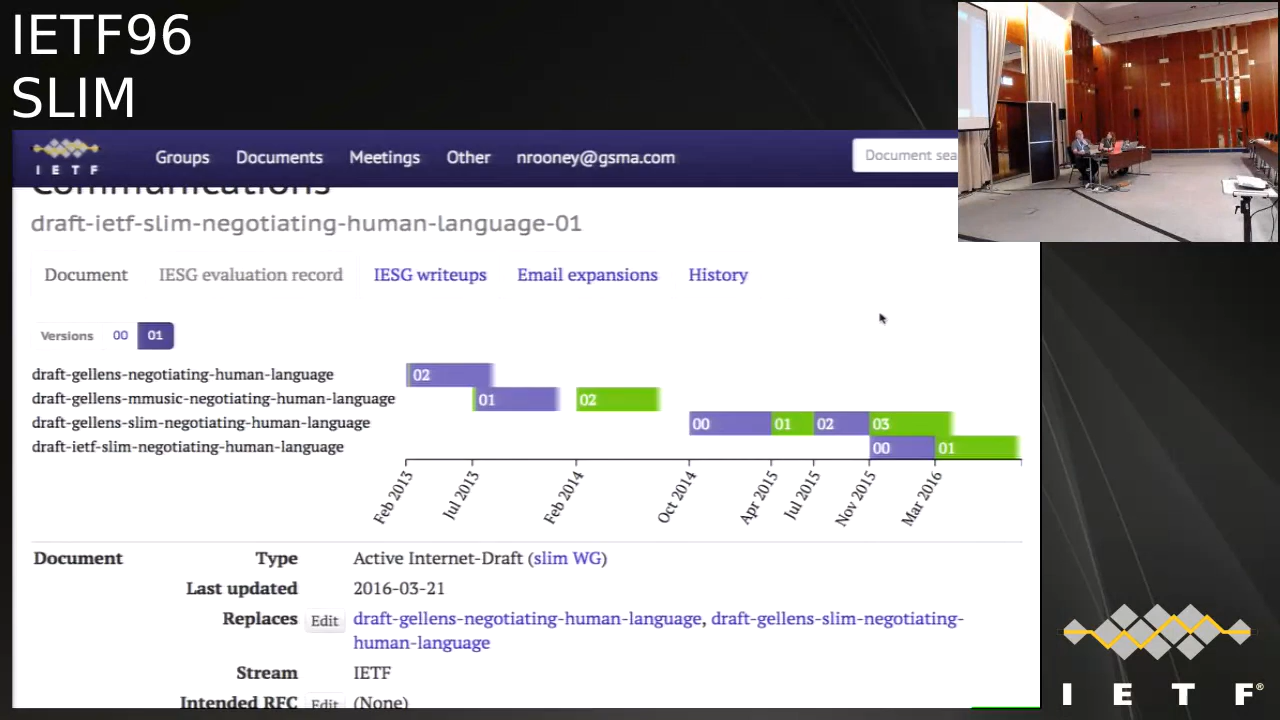 IETF96
SLIM
I E T F
Groups Documents Meetings Other nrooney@gsma.com Document sea
Communications
draft-ietf-slim-negotiating-human-language-01
Document IESG evaluation record IESG writeups Email expansions History
Versions 00 01
draft-gellens-negotiating-human-language 02
draft-gellens-mmusic-negotiating-human-language 01 02
draft-gellens-slim-negotiating-human-language 00 01 02 03
draft-ietf-slim-negotiating-human-language 00 01
Feb 2013 Jul 2013 Feb 2014 Oct 2014 Apr 2015 Jul 2015 Nov 2015 Mar 2016
Document Type Active Internet-Draft (slim WG)
Last updated 2016-03-21
Replaces Edit draft-gellens-negotiating-human-language, draft-gellens-slim-negotiating-
human-language
Stream IETF
Intended RFC Edit (None)
I E T F®